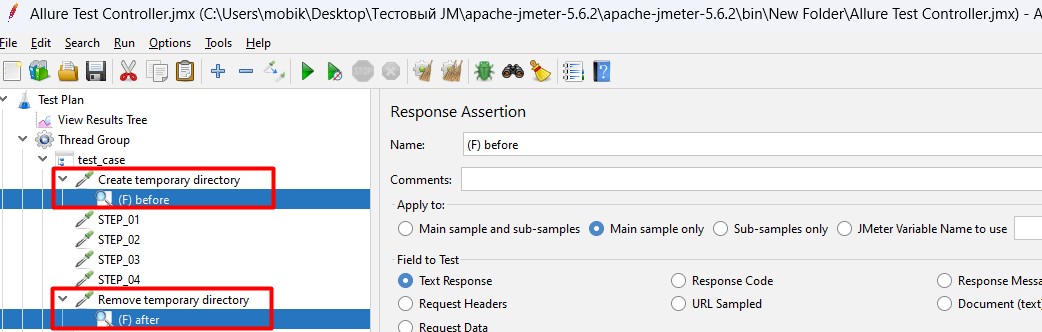 Allure Test Controller.jmx (C:\Users\mobik\Desktop\Тестовый JM\apache-jmeter-5.6.2\apache-jmeter-5.6.2\bin\New Folder\Allure Test Controller.jmx) - A
File Edit Search Run Options Tools Help
Test Plan
View Results Tree
Thread Group
test_case
Create temporary directory
(F) before
STEP_01
STEP_02
STEP_03
STEP_04
Remove temporary directory
(F) after
Response Assertion
Name: (F) before
Comments:
Apply to:
Main sample and sub-samples Main sample only Sub-samples only JMeter Variable Name to use
Field to Test
Text Response Response Code Response Messa
Request Headers URL Sampled Document (text)
Request Data